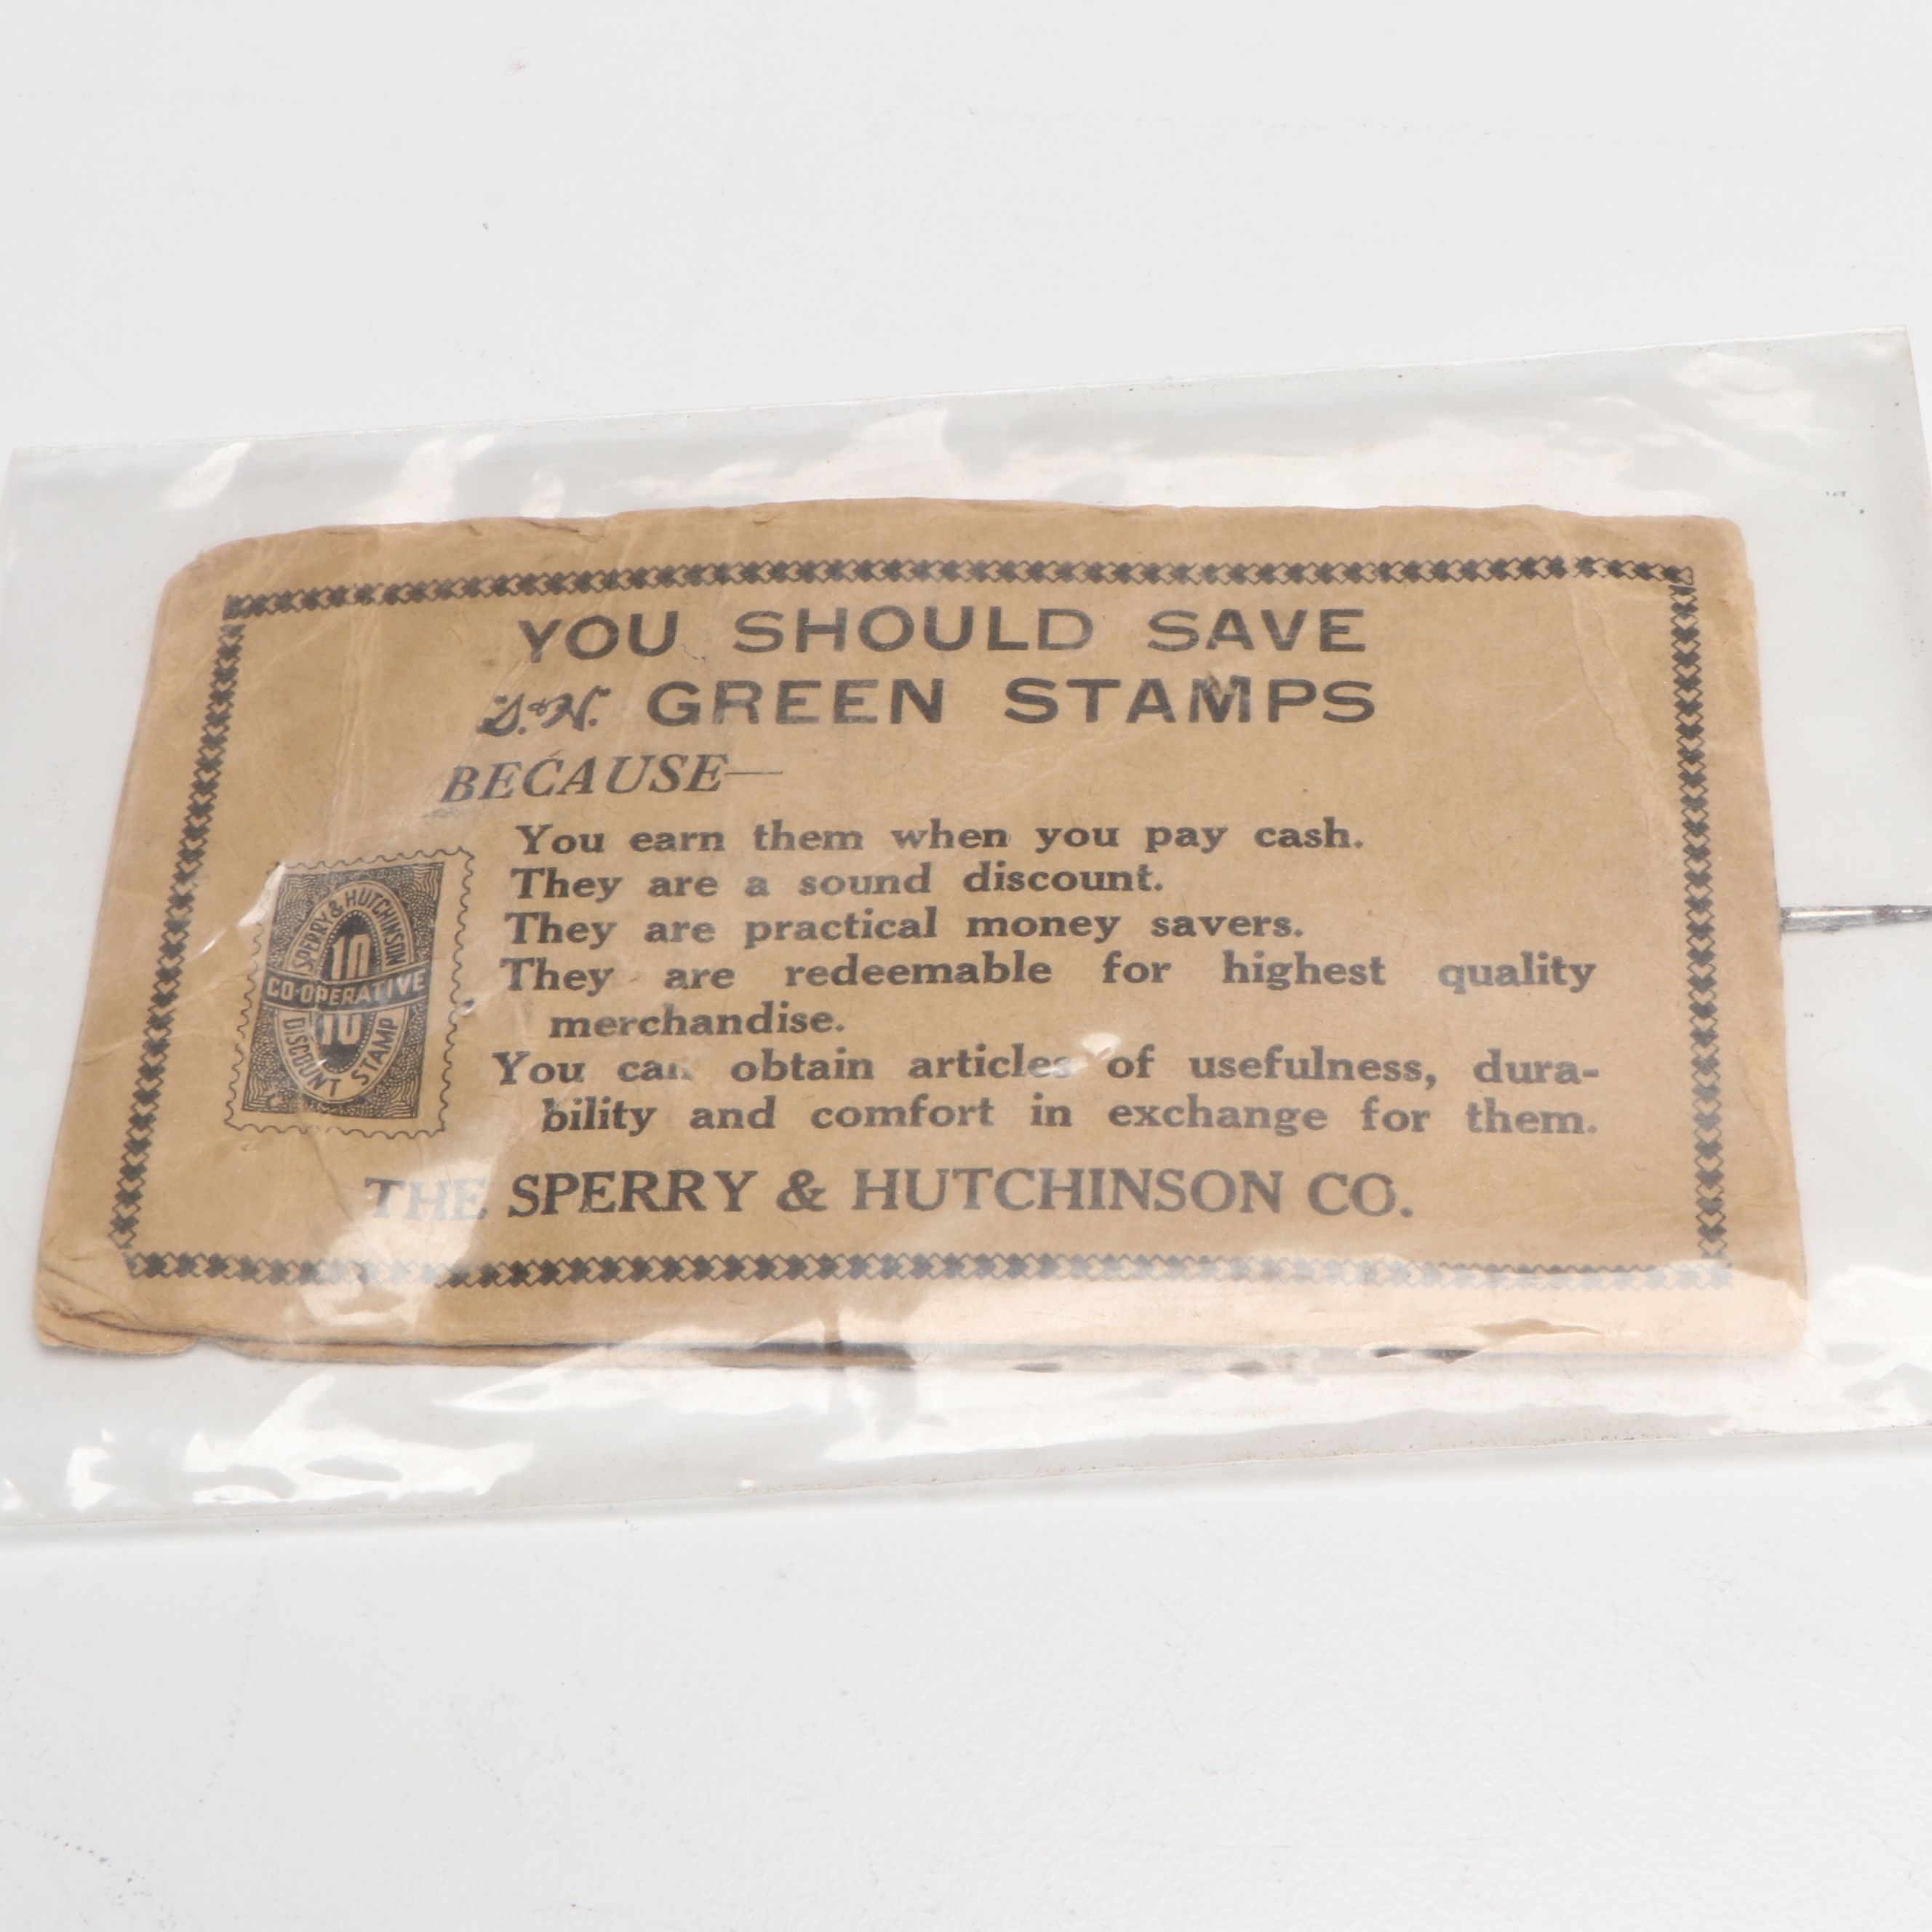 YOU SHOULD SAVE
S.&H. GREEN STAMPS
BECAUSE—
You earn them when you pay cash.
They are a sound discount.
They are practical money savers.
They are redeemable for highest quality
merchandise.
You can obtain articles of usefulness, dura-
bility and comfort in exchange for them.
THE SPERRY & HUTCHINSON CO.
SPERRY & HUTCHINSON
10
CO-OPERATIVE
10
DISCOUNT STAMP